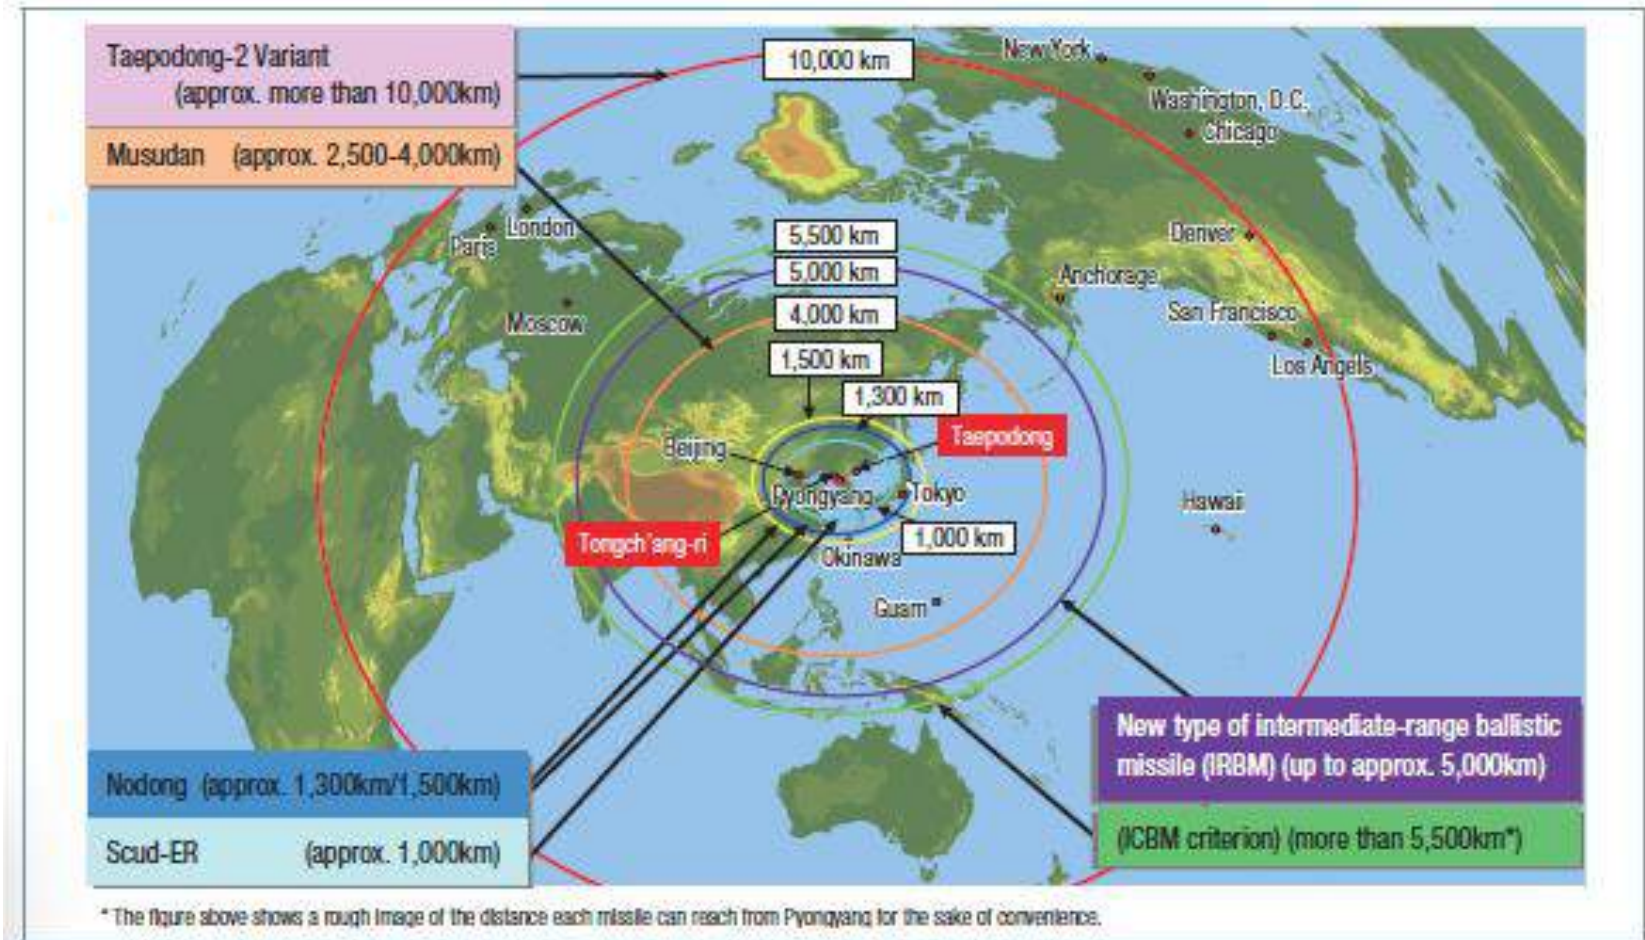 Taepodong-2 Variant
(approx. more than 10,000km)
Musudan (approx. 2,500-4,000km)
10,000 km
New York
Washington, D.C.
Chicago
London
Paris
Moscow
5,500 km
5,000 km
4,000 km
1,500 km
1,300 km
Denver
Anchorage
San Francisco
Los Angels
Taepodong
Beijing
Pyongyang
Tokyo
Hawaii
Tongch'ang-ri
1,000 km
Okinawa
Guam
Nodong (approx. 1,300km/1,500km)
Scud-ER (approx. 1,000km)
New type of intermediate-range ballistic
missile (IRBM) (up to approx. 5,000km)
(ICBM criterion) (more than 5,500km*)
* The figure above shows a rough image of the distance each missile can reach from Pyongyang for the sake of convenience.